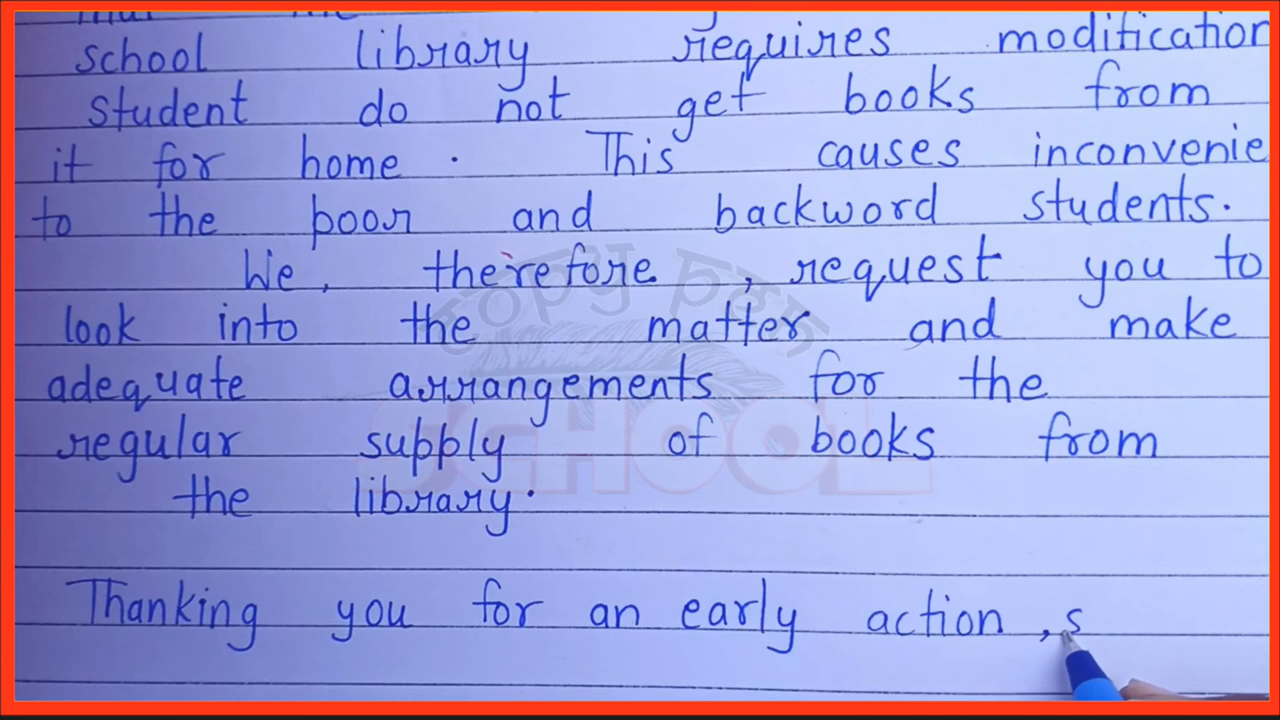 school library requires modification
student do not get books from
it for home . This causes inconvenie
to the poor and backword students.
We, therefore , request you to
look into the matter and make
adequate arrangements for the
regular supply of books from
the library.
Thanking you for an early action ,s